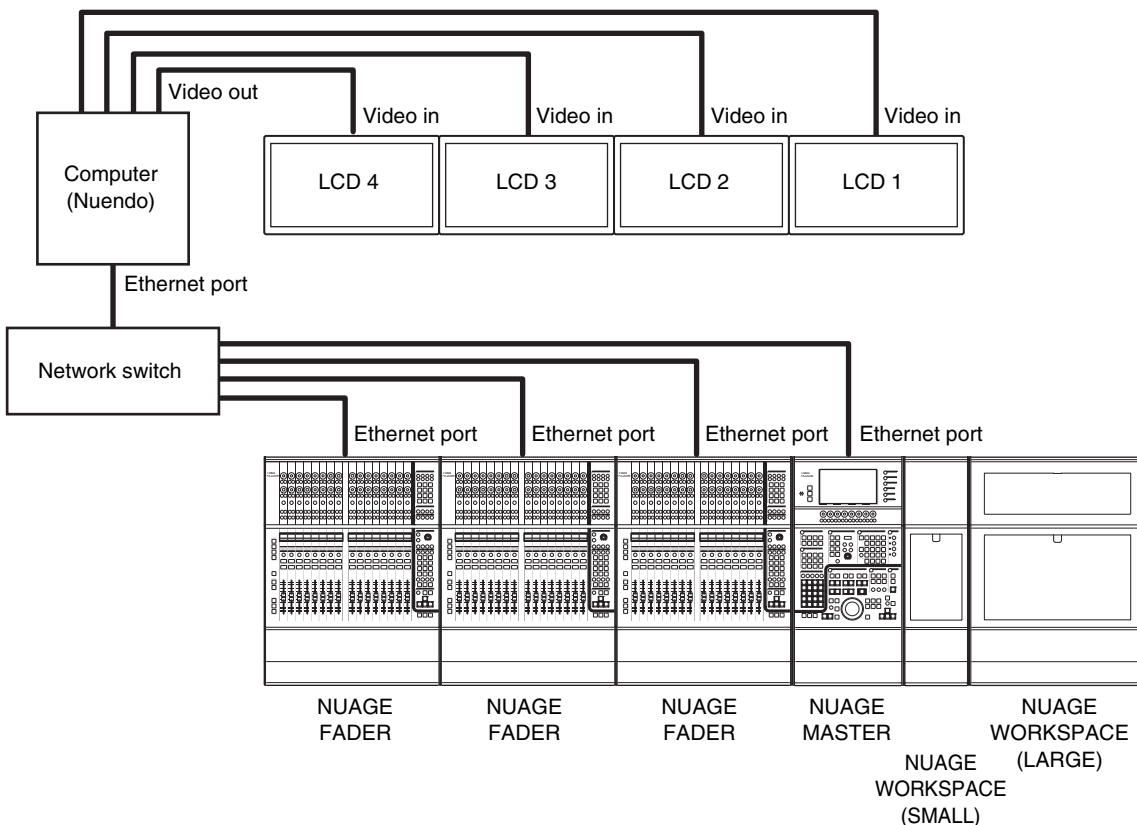 Video out
Video in
Video in
Video in
Video in
Computer
(Nuendo)
LCD 4
LCD 3
LCD 2
LCD 1
Ethernet port
Network switch
Ethernet port
Ethernet port
Ethernet port
Ethernet port
NUAGE
FADER
NUAGE
FADER
NUAGE
FADER
NUAGE
MASTER
NUAGE
WORKSPACE
(SMALL)
NUAGE
WORKSPACE
(LARGE)